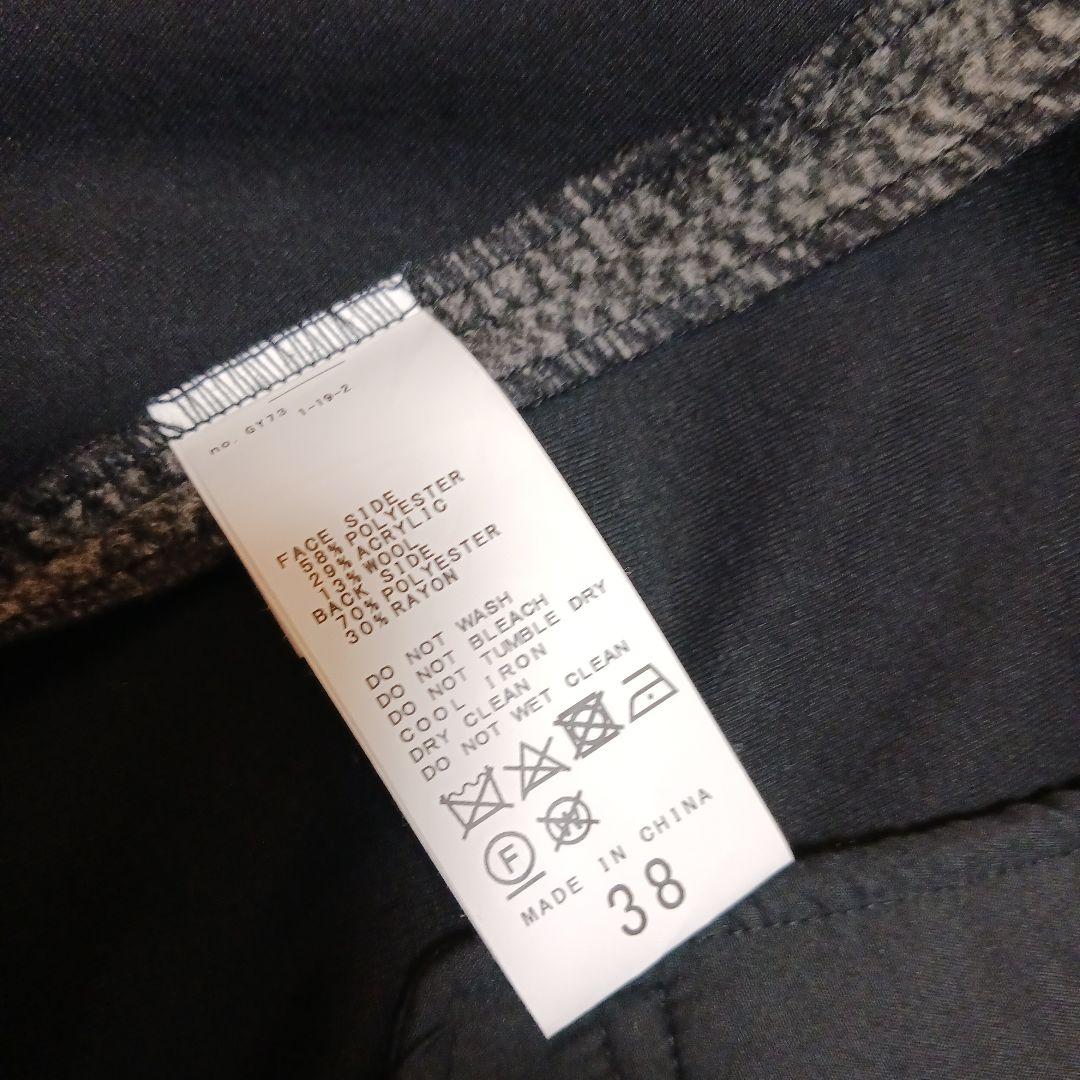 no. GY73 1-19-2
FACE SIDE
58% POLYESTER
29% ACRYLIC
13% WOOL
BACK SIDE
70% POLYESTER
30% RAYON
DO NOT WASH
DO NOT BLEACH
DO NOT TUMBLE DRY
COOL IRON
DRY CLEAN
DO NOT WET CLEAN
F W
MADE IN CHINA
38